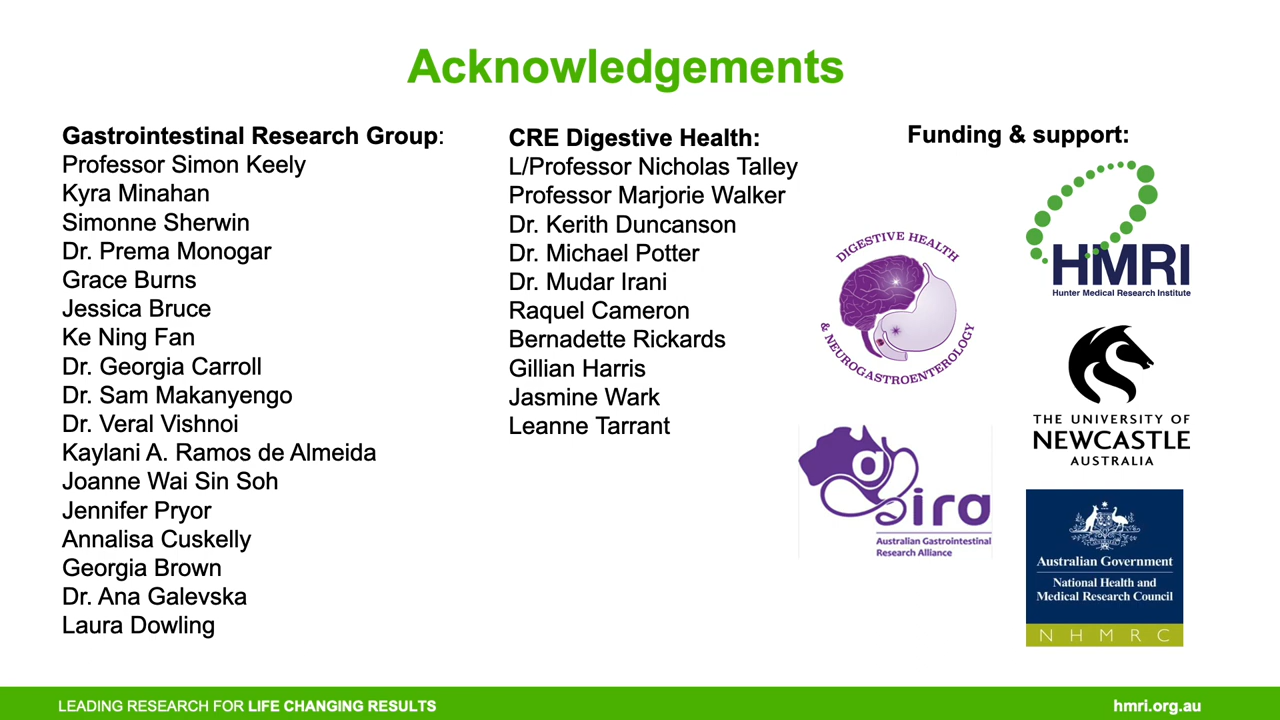 Acknowledgements
Gastrointestinal Research Group:
Professor Simon Keely
Kyra Minahan
Simonne Sherwin
Dr. Prema Monogar
Grace Burns
Jessica Bruce
Ke Ning Fan
Dr. Georgia Carroll
Dr. Sam Makanyengo
Dr. Veral Vishnoi
Kaylani A. Ramos de Almeida
Joanne Wai Sin Soh
Jennifer Pryor
Annalisa Cuskelly
Georgia Brown
Dr. Ana Galevska
Laura Dowling
CRE Digestive Health:
L/Professor Nicholas Talley
Professor Marjorie Walker
Dr. Kerith Duncanson
Dr. Michael Potter
Dr. Mudar Irani
Raquel Cameron
Bernadette Rickards
Gillian Harris
Jasmine Wark
Leanne Tarrant
Funding & support:
DIGESTIVE HEALTH
& NEUROGASTROENTEROLOGY
agira
Australian Gastrointestinal
Research Alliance
HMRI
Hunter Medical Research Institute
THE UNIVERSITY OF
NEWCASTLE
AUSTRALIA
Australian Government
National Health and
Medical Research Council
NHMRC
LEADING RESEARCH FOR LIFE CHANGING RESULTS
hmri.org.au